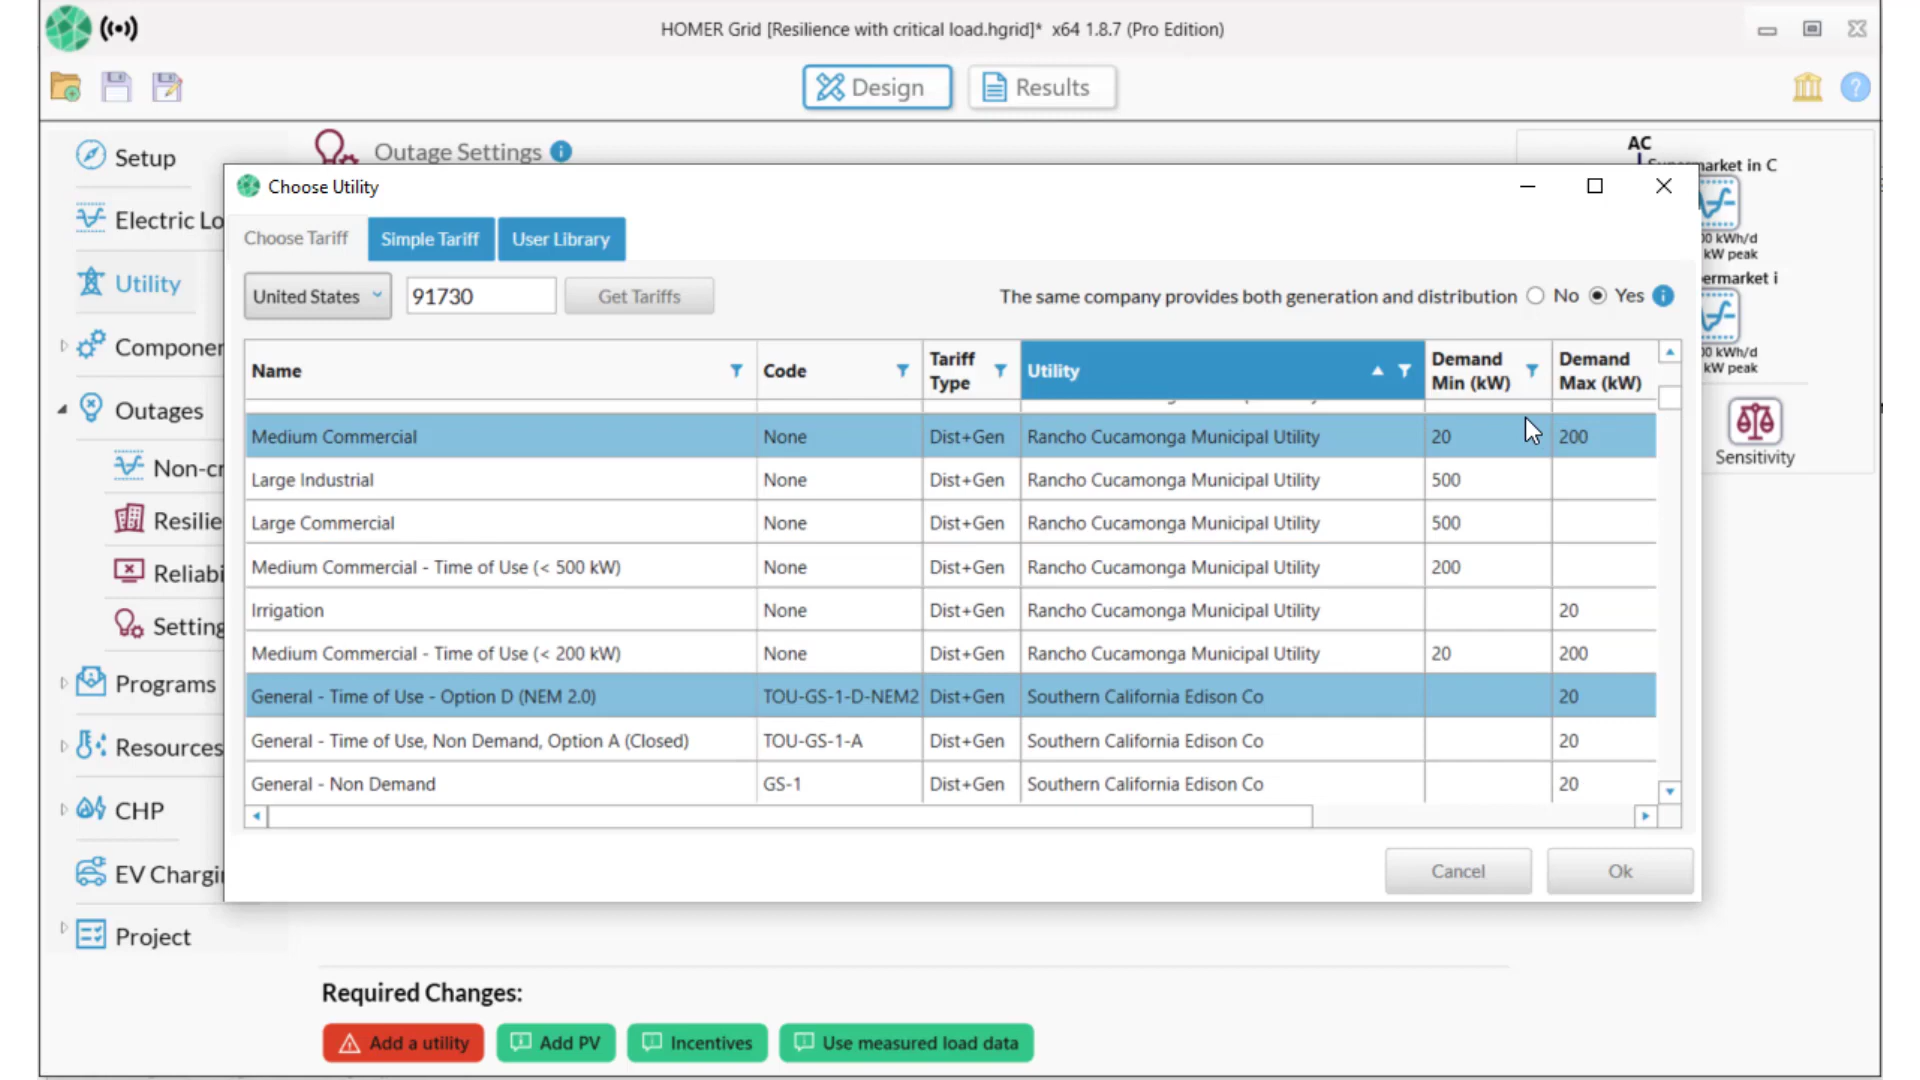 HOMER Grid [Resilience with critical load.hgrid]* x64 1.8.7 (Pro Edition)
Design
Results
Setup
Outage Settings
AC
Electric Lo
Utility
Componen
Outages
Non-cr
Resilie
Reliabi
Setting
Programs
Resources
CHP
EV Chargi
Project
Choose Utility
Choose Tariff
Simple Tariff
User Library
United States
91730
Get Tariffs
The same company provides both generation and distribution
No
Yes
Name Code Tariff Type Utility Demand Min (kW) Demand Max (kW)
Medium Commercial None Dist+Gen Rancho Cucamonga Municipal Utility 20 200
Large Industrial None Dist+Gen Rancho Cucamonga Municipal Utility 500
Large Commercial None Dist+Gen Rancho Cucamonga Municipal Utility 500
Medium Commercial - Time of Use (< 500 kW) None Dist+Gen Rancho Cucamonga Municipal Utility 200
Irrigation None Dist+Gen Rancho Cucamonga Municipal Utility 20
Medium Commercial - Time of Use (< 200 kW) None Dist+Gen Rancho Cucamonga Municipal Utility 20 200
General - Time of Use - Option D (NEM 2.0) TOU-GS-1-D-NEM2 Dist+Gen Southern California Edison Co 20
General - Time of Use, Non Demand, Option A (Closed) TOU-GS-1-A Dist+Gen Southern California Edison Co 20
General - Non Demand GS-1 Dist+Gen Southern California Edison Co 20
Cancel
Ok
market in C
kWh/d
kW peak
ermarket i
kWh/d
kW peak
Sensitivity
Required Changes:
Add a utility
Add PV
Incentives
Use measured load data